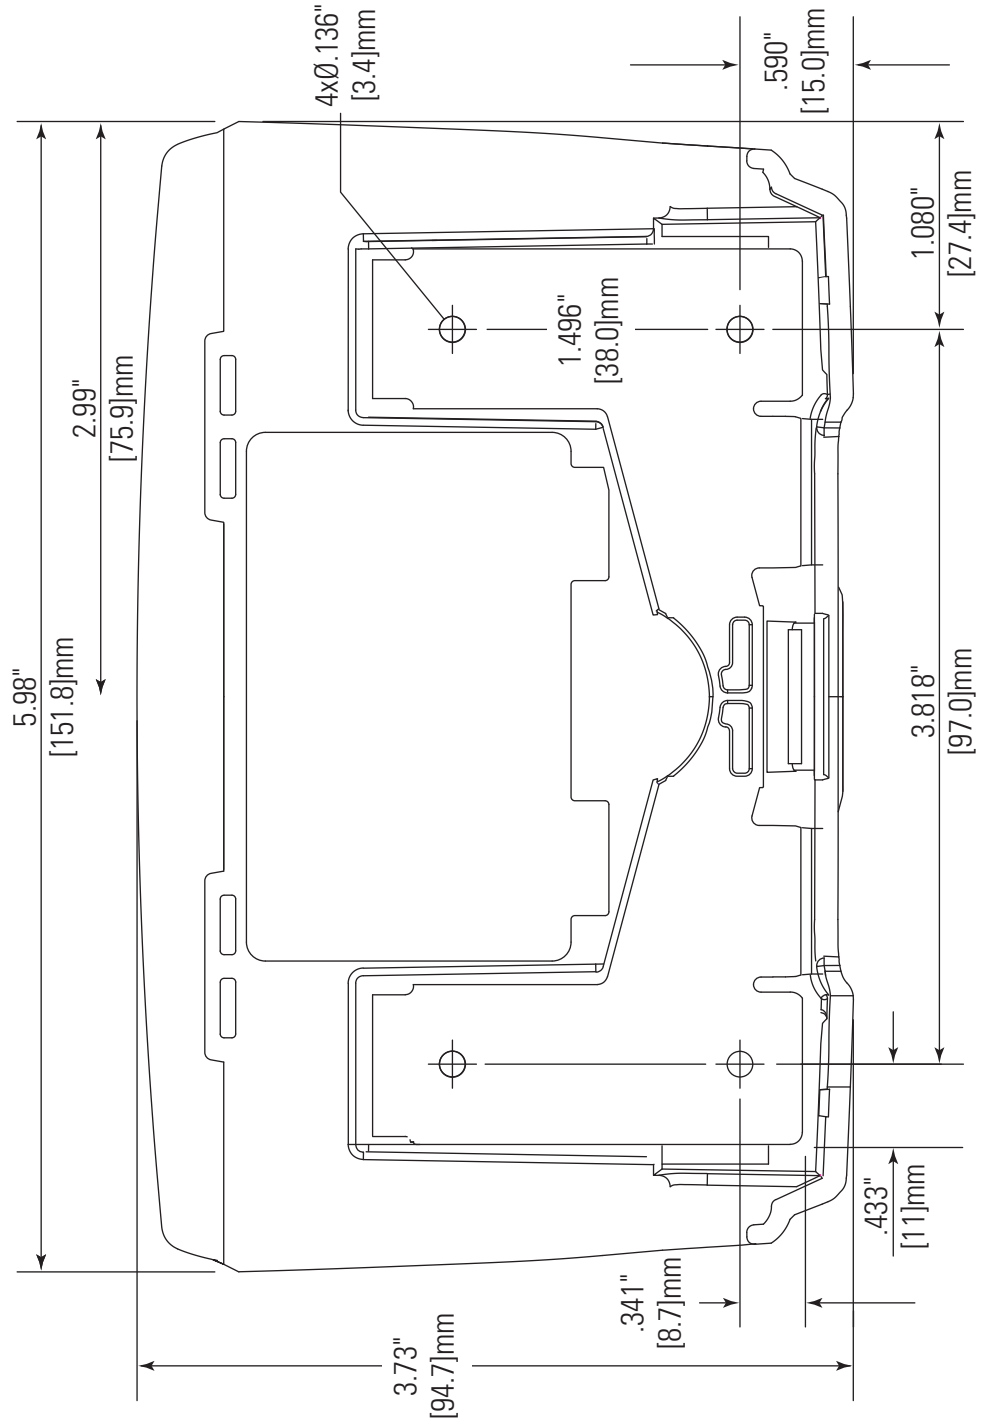 4xØ.136"
[3.4]mm
.590"
[15.0]mm
1.080"
[27.4]mm
1.496"
[38.0]mm
2.99"
[75.9]mm
5.98"
[151.8]mm
3.818"
[97.0]mm
.433"
[11]mm
.341"
[8.7]mm
3.73"
[94.7]mm